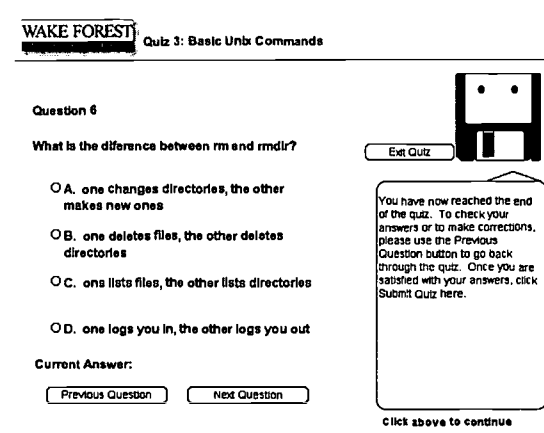 WAKE FOREST
Quiz 3: Basic Unix Commands
Question 6
What is the diference between rm and rmdir?
Exit Quiz
O A. one changes directories, the other
makes new ones
O B. one deletes files, the other deletes
directories
O C. one lists files, the other lists directories
O D. one logs you in, the other logs you out
You have now reached the end
of the quiz. To check your
answers or to make corrections,
please use the Previous
Question button to go back
through the quiz. Once you are
satisfied with your answers, click
Submit Quiz here.
Current Answer:
Previous Question
Next Question
Click above to continue